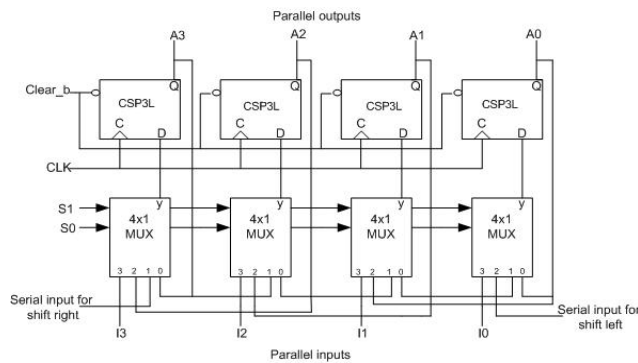 Parallel outputs
A3 A2 A1 A0
Clear_b
Q Q Q Q
CSP3L CSP3L CSP3L CSP3L
C D C D C D C D
CLK
S1
S0
y y y y
4x1 4x1 4x1 4x1
MUX MUX MUX MUX
3 2 1 0 3 2 1 0 3 2 1 0 3 2 1 0
Serial input for
shift right
Serial input for
shift left
I3 I2 I1 I0
Parallel inputs